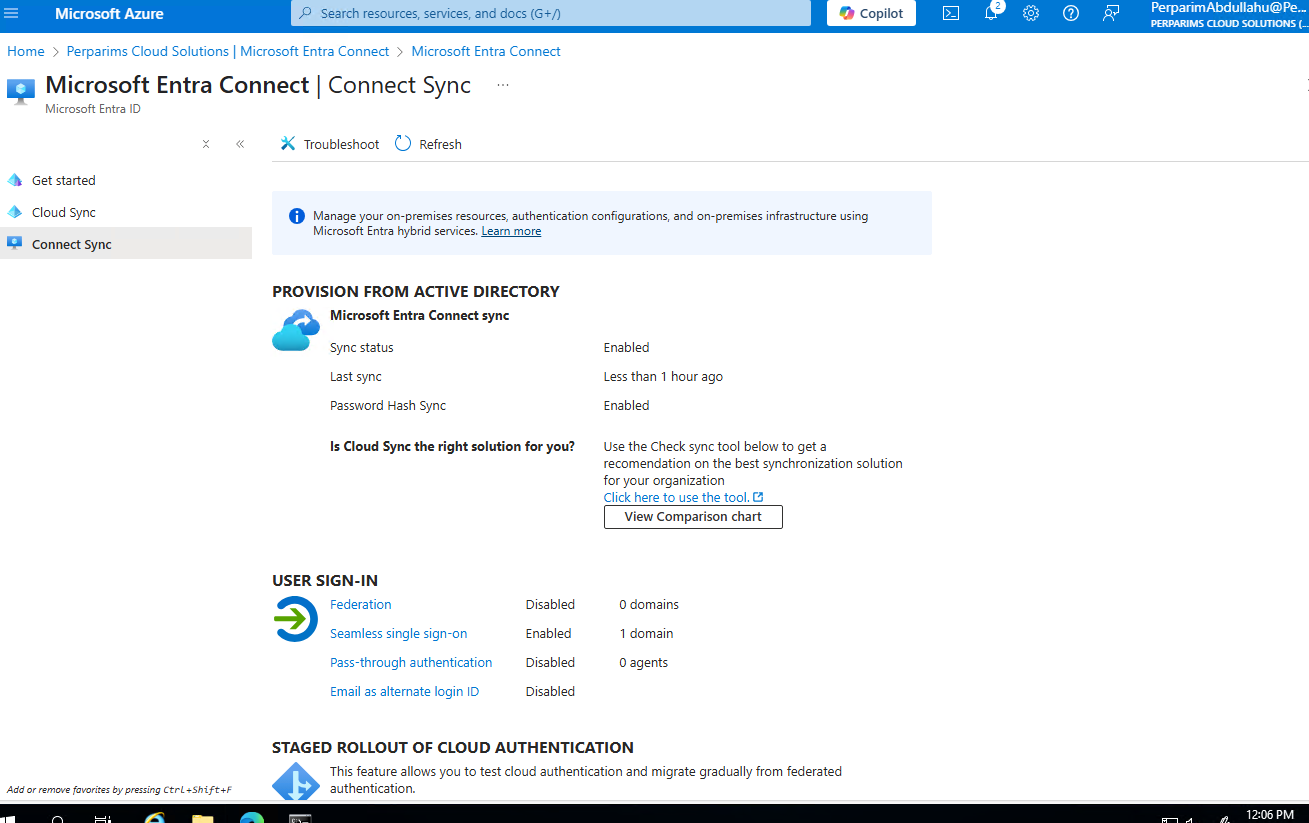 Microsoft Azure
Search resources, services, and docs (G+/)
Copilot
2
PerparimAbdullahu@Pe...
PERPARIMS CLOUD SOLUTIONS (...
Home > Perparims Cloud Solutions | Microsoft Entra Connect > Microsoft Entra Connect
Microsoft Entra Connect | Connect Sync ...
Microsoft Entra ID
Troubleshoot
Refresh
Get started
Cloud Sync
Connect Sync
Manage your on-premises resources, authentication configurations, and on-premises infrastructure using
Microsoft Entra hybrid services. Learn more
PROVISION FROM ACTIVE DIRECTORY
Microsoft Entra Connect sync
Sync status Enabled
Last sync Less than 1 hour ago
Password Hash Sync Enabled
Is Cloud Sync the right solution for you?
Use the Check sync tool below to get a
recomendation on the best synchronization solution
for your organization
Click here to use the tool.
View Comparison chart
USER SIGN-IN
Federation Disabled 0 domains
Seamless single sign-on Enabled 1 domain
Pass-through authentication Disabled 0 agents
Email as alternate login ID Disabled
STAGED ROLLOUT OF CLOUD AUTHENTICATION
This feature allows you to test cloud authentication and migrate gradually from federated
authentication.
Add or remove favorites by pressing Ctrl+Shift+F
12:06 PM